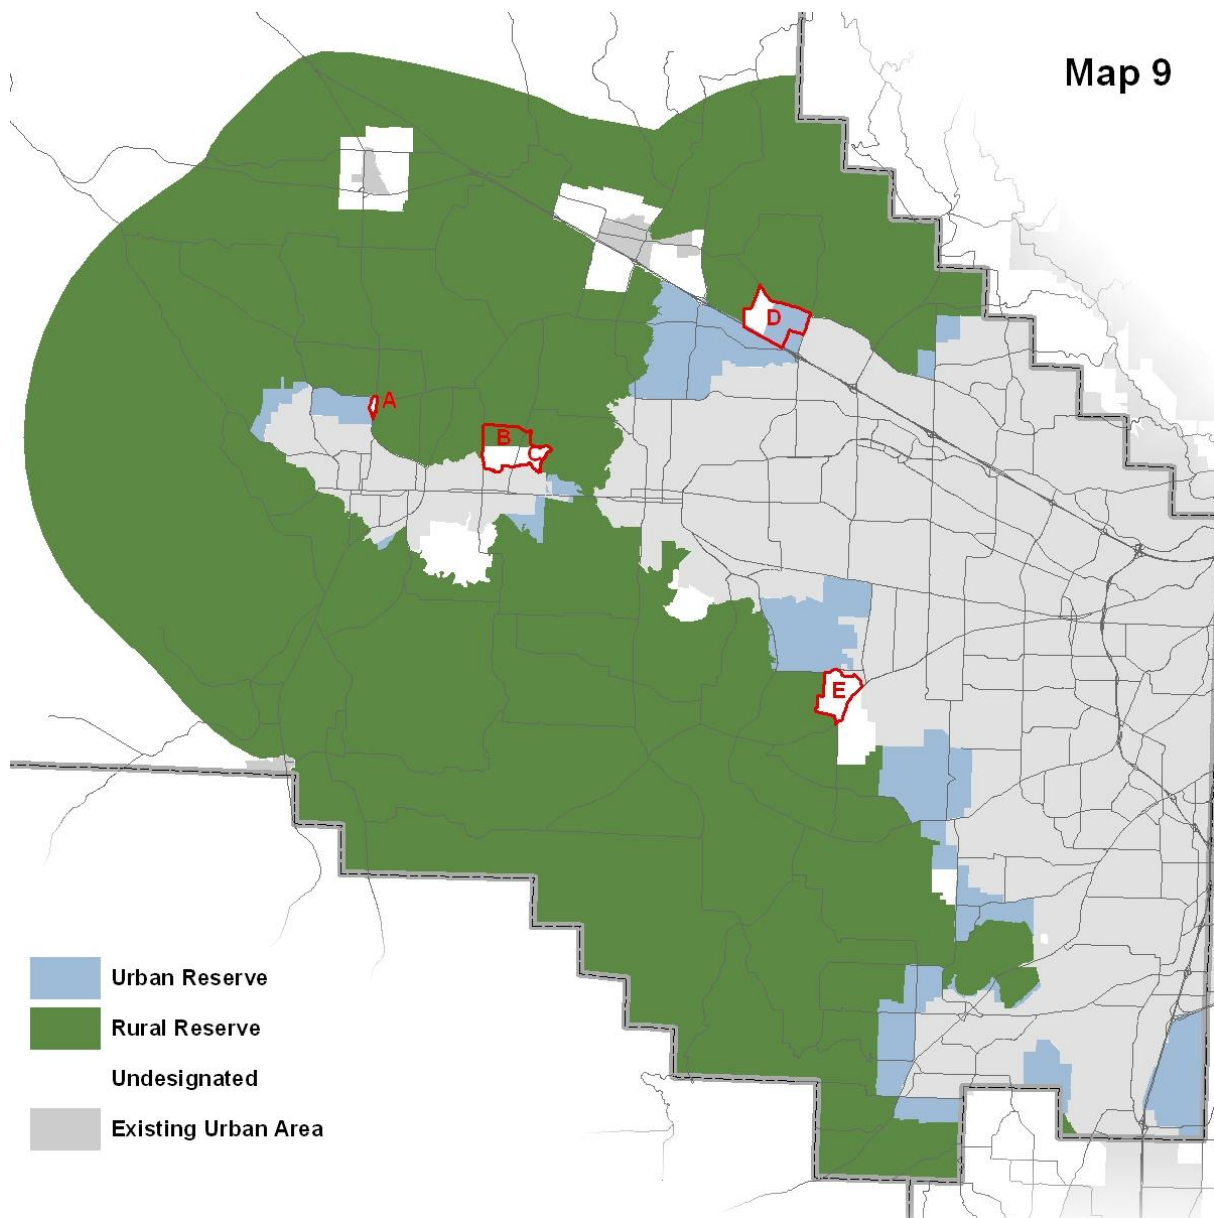 Map 9
D
A
B
C
E
Urban Reserve
Rural Reserve
Undesignated
Existing Urban Area